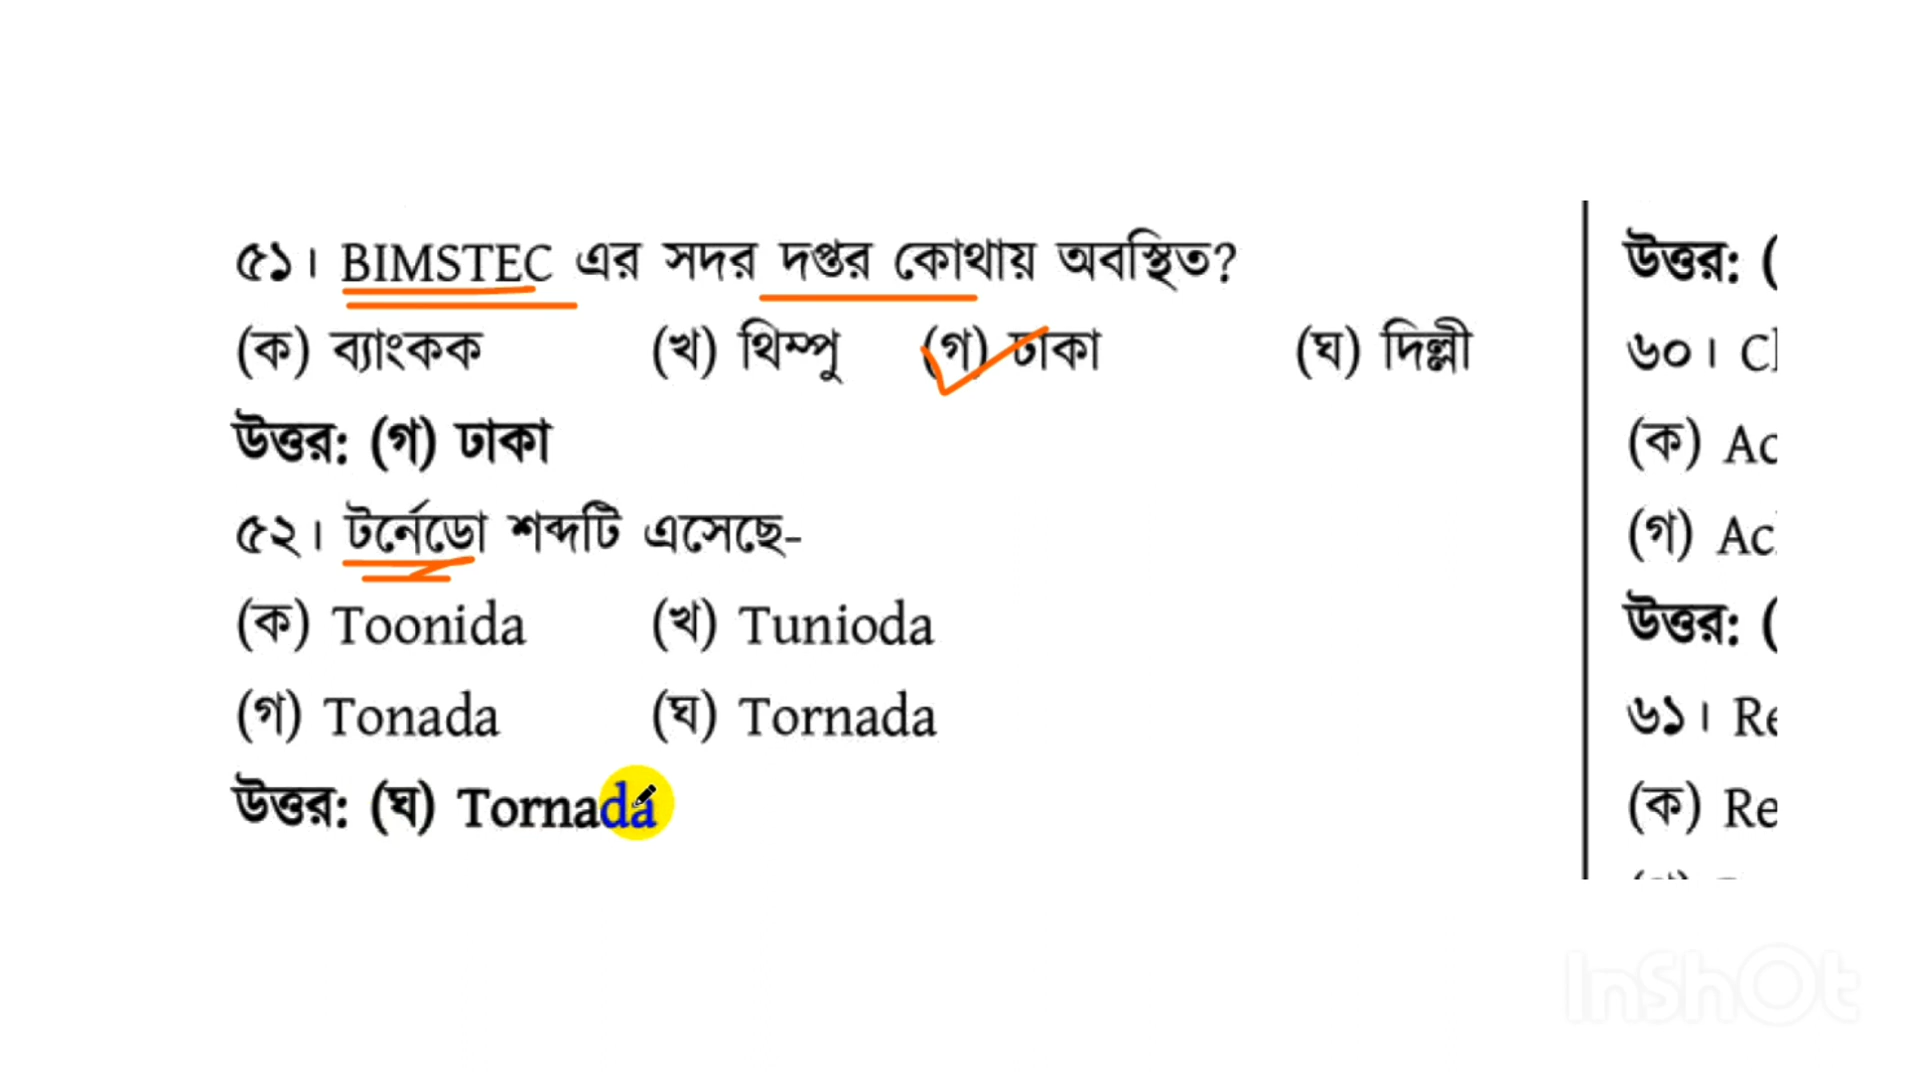 ৫১। BIMSTEC এর সদর দপ্তর কোথায় অবস্থিত?
(ক) ব্যাংকক (খ) থিম্পু (গ) ঢাকা (ঘ) দিল্লী
উত্তর: (গ) ঢাকা
৫২। টর্নেডো শব্দটি এসেছে-
(ক) Toonida (খ) Tunioda
(গ) Tonada (ঘ) Tornada
উত্তর: (ঘ) Tornada
উত্তর: (
৬০।
(ক) Ac
(গ) Ac
উত্তর: (
৬১। Re
(ক) Re
InShOt